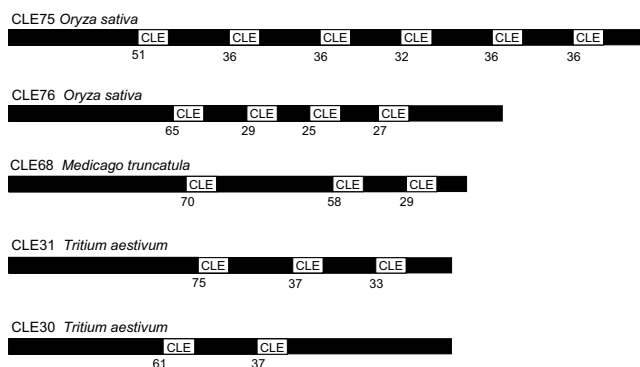 CLE75 Oryza sativa
CLE CLE CLE CLE CLE CLE
51 36 36 32 36 36
CLE76 Oryza sativa
CLE CLE CLE CLE
65 29 25 27
CLE68 Medicago truncatula
CLE CLE CLE
70 58 29
CLE31 Tritium aestivum
CLE CLE CLE
75 37 33
CLE30 Tritium aestivum
CLE CLE
61 37